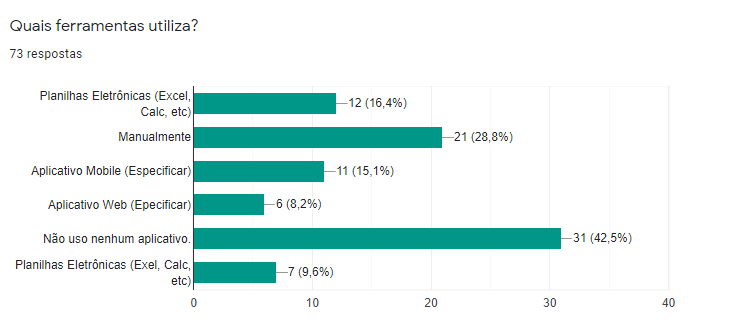 Quais ferramentas utiliza?
73 respostas
Planilhas Eletrônicas (Excel,
Calc, etc)
12 (16,4%)
Manualmente
21 (28,8%)
Aplicativo Mobile (Especificar)
11 (15,1%)
Aplicativo Web (Epecificar)
6 (8,2%)
Não uso nenhum aplicativo.
31 (42,5%)
Planilhas Eletrônicas (Exel, Calc,
etc)
7 (9,6%)
0 10 20 30 40